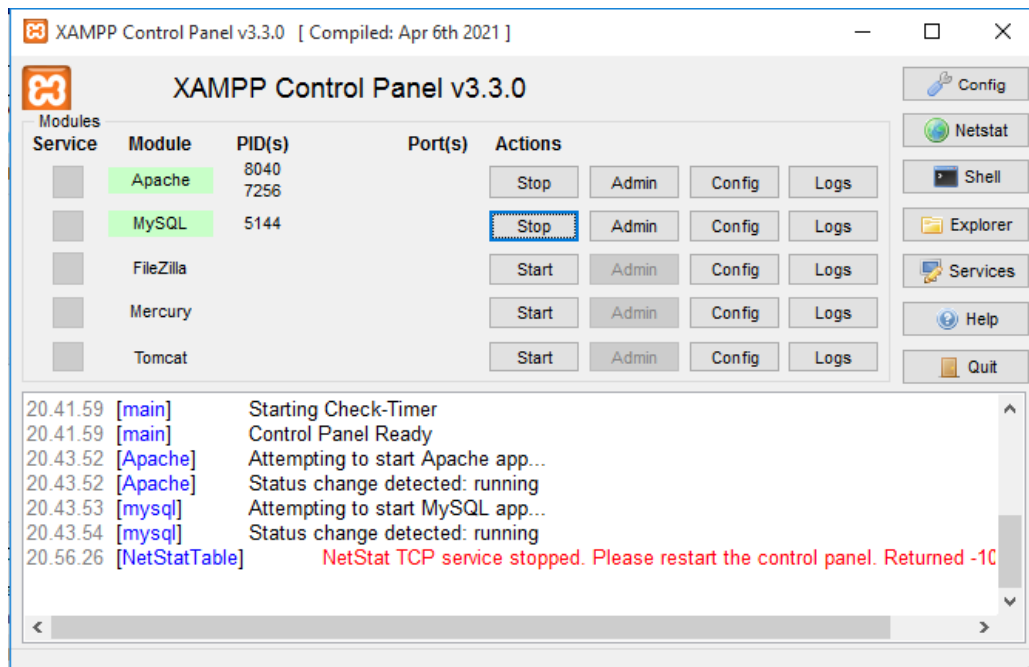 XAMPP Control Panel v3.3.0 [ Compiled: Apr 6th 2021 ]
XAMPP Control Panel v3.3.0
Config
Modules
Service Module PID(s) Port(s) Actions
Netstat
Apache 8040 7256 Stop Admin Config Logs
Shell
MySQL 5144 Stop Admin Config Logs
Explorer
FileZilla Start Admin Config Logs
Services
Mercury Start Admin Config Logs
Help
Tomcat Start Admin Config Logs
Quit
20.41.59 [main] Starting Check-Timer
20.41.59 [main] Control Panel Ready
20.43.52 [Apache] Attempting to start Apache app...
20.43.52 [Apache] Status change detected: running
20.43.53 [mysql] Attempting to start MySQL app...
20.43.54 [mysql] Status change detected: running
20.56.26 [NetStatTable] NetStat TCP service stopped. Please restart the control panel. Returned -10